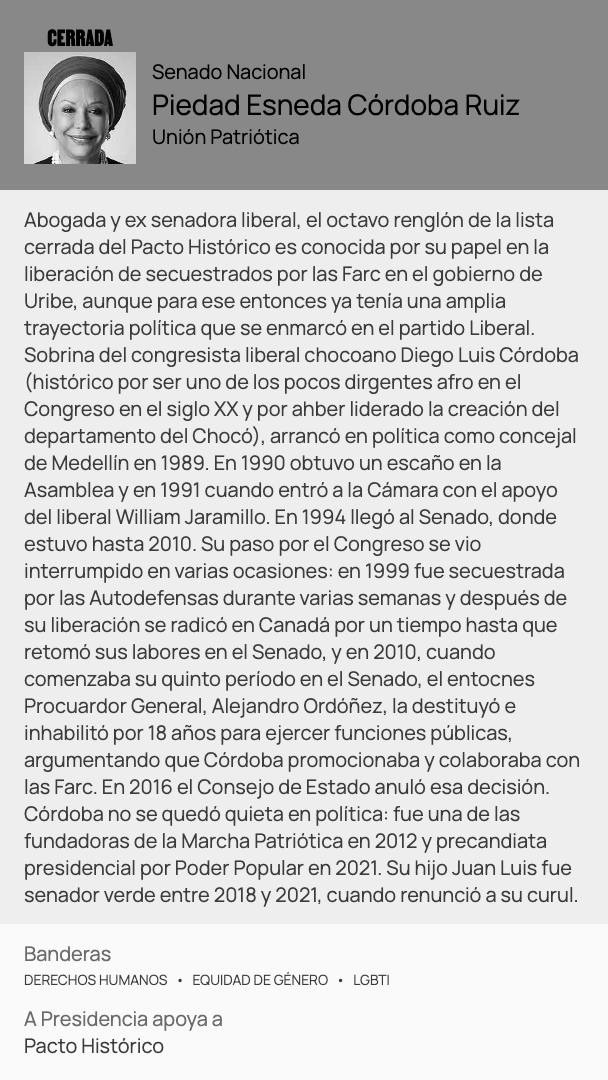 CERRADA
Senado Nacional
Piedad Esneda Córdoba Ruiz
Unión Patriótica
Abogada y ex senadora liberal, el octavo renglón de la lista
cerrada del Pacto Histórico es conocida por su papel en la
liberación de secuestrados por las Farc en el gobierno de
Uribe, aunque para ese entonces ya tenía una amplia
trayectoria política que se enmarcó en el partido Liberal.
Sobrina del congresista liberal chocoano Diego Luis Córdoba
(histórico por ser uno de los pocos dirgentes afro en el
Congreso en el siglo XX y por ahber liderado la creación del
departamento del Chocó), arrancó en política como concejal
de Medellín en 1989. En 1990 obtuvo un escaño en la
Asamblea y en 1991 cuando entró a la Cámara con el apoyo
del liberal William Jaramillo. En 1994 llegó al Senado, donde
estuvo hasta 2010. Su paso por el Congreso se vio
interrumpido en varias ocasiones: en 1999 fue secuestrada
por las Autodefensas durante varias semanas y después de
su liberación se radicó en Canadá por un tiempo hasta que
retomó sus labores en el Senado, y en 2010, cuando
comenzaba su quinto período en el Senado, el entocnes
Procuardor General, Alejandro Ordóñez, la destituyó e
inhabilitó por 18 años para ejercer funciones públicas,
argumentando que Córdoba promocionaba y colaboraba con
las Farc. En 2016 el Consejo de Estado anuló esa decisión.
Córdoba no se quedó quieta en política: fue una de las
fundadoras de la Marcha Patriótica en 2012 y precandiata
presidencial por Poder Popular en 2021. Su hijo Juan Luis fue
senador verde entre 2018 y 2021, cuando renunció a su curul.
Banderas
DERECHOS HUMANOS • EQUIDAD DE GÉNERO • LGBTI
A Presidencia apoya a
Pacto Histórico